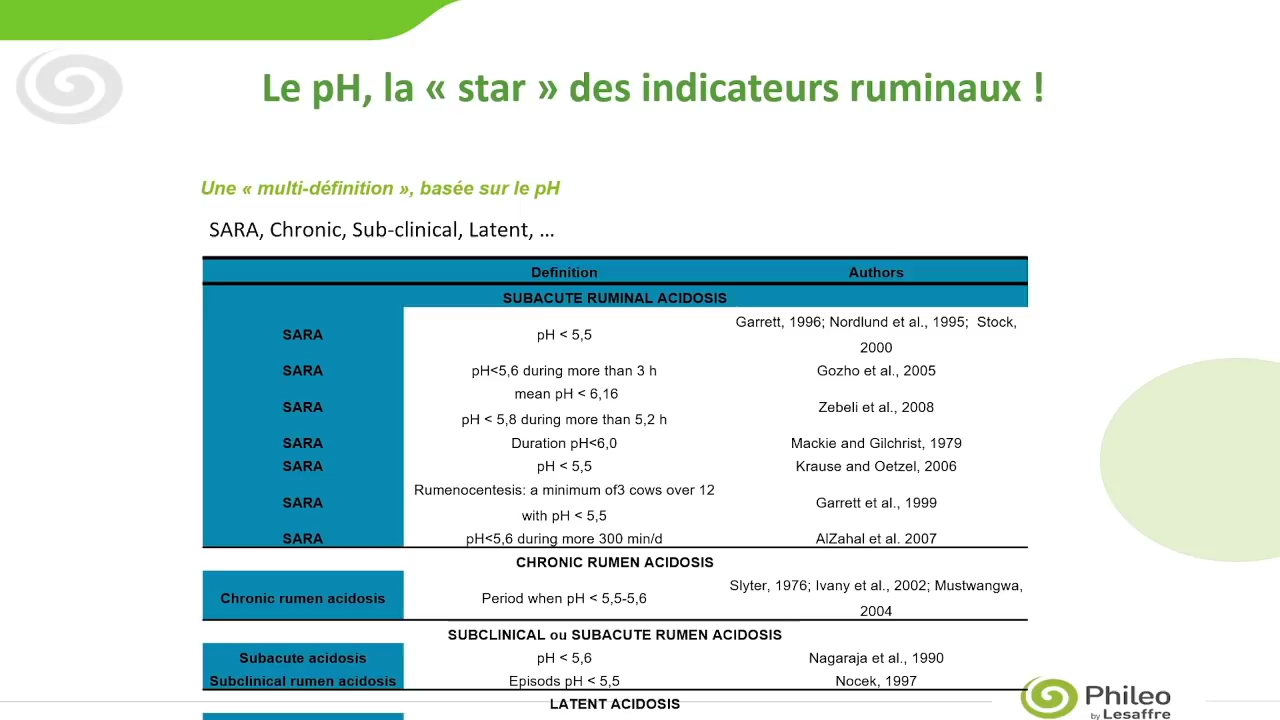 Le pH, la « star » des indicateurs ruminaux !
Une « multi-définition », basée sur le pH
SARA, Chronic, Sub-clinical, Latent, ...
Definition Authors
SUBACUTE RUMINAL ACIDOSIS
SARA pH < 5,5 Garrett, 1996; Nordlund et al., 1995; Stock,
2000
SARA pH<5,6 during more than 3 h Gozho et al., 2005
SARA mean pH < 6,16 Zebeli et al., 2008
pH < 5,8 during more than 5,2 h
SARA Duration pH<6,0 Mackie and Gilchrist, 1979
SARA pH < 5,5 Krause and Oetzel, 2006
SARA Rumenocentesis: a minimum of3 cows over 12 Garrett et al., 1999
with pH < 5,5
SARA pH<5,6 during more 300 min/d AlZahal et al. 2007
CHRONIC RUMEN ACIDOSIS
Chronic rumen acidosis Period when pH < 5,5-5,6 Slyter, 1976; Ivany et al., 2002; Mustwangwa,
2004
SUBCLINICAL ou SUBACUTE RUMEN ACIDOSIS
Subacute acidosis pH < 5,6 Nagaraja et al., 1990
Subclinical rumen acidosis Episods pH < 5,5 Nocek, 1997
LATENT ACIDOSIS
Phileo
by Lesaffre